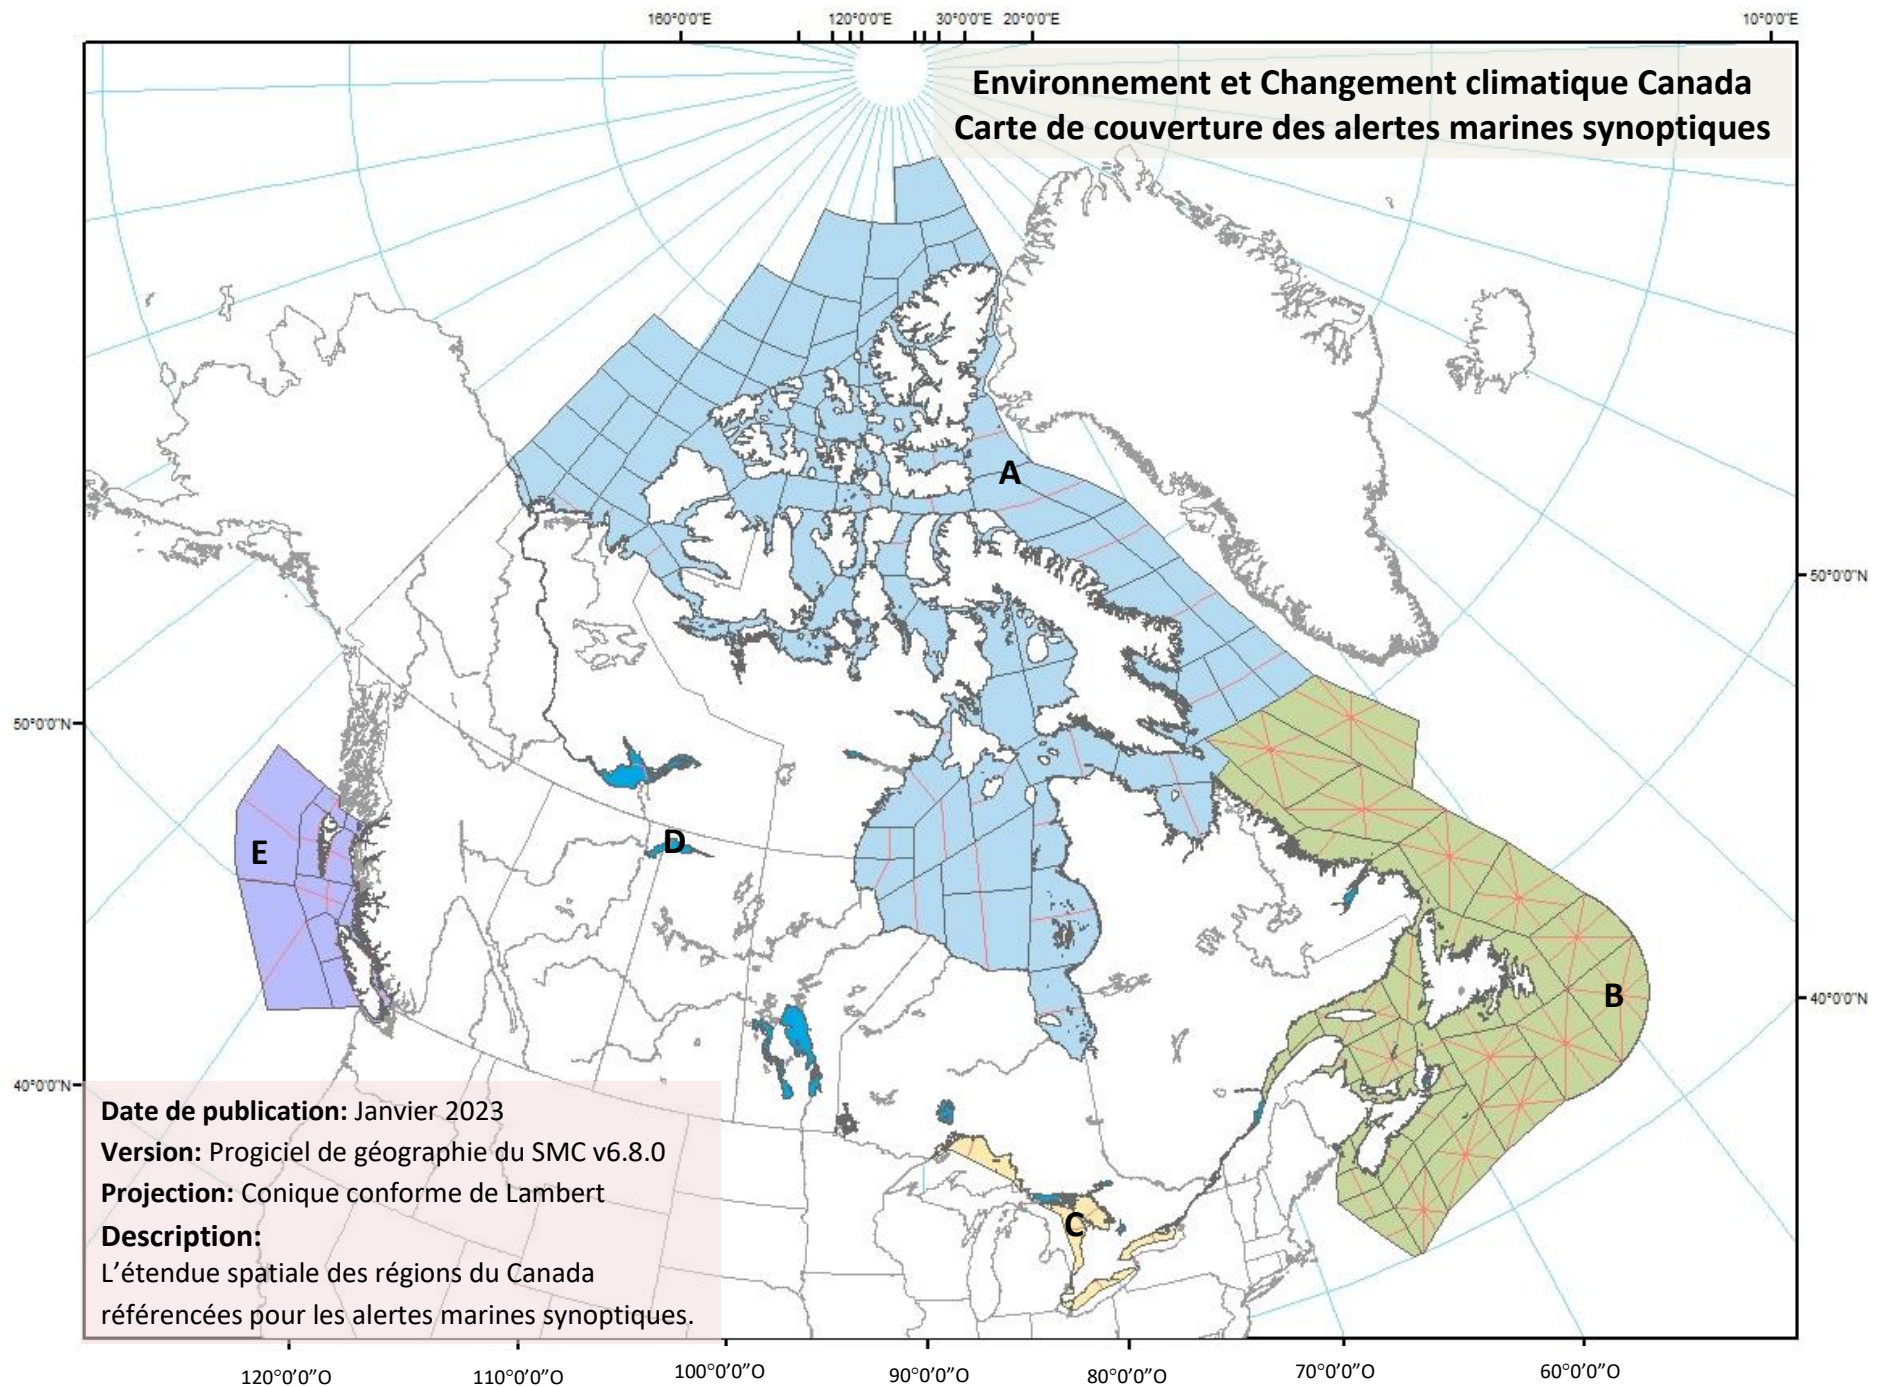 160°0'0"E 120°0'0"E 30°0'0"E 20°0'0"E 10°0'0"E
Environnement et Changement climatique Canada
Carte de couverture des alertes marines synoptiques
A
50°0'0"N
50°0'0"N
D
E
B
40°0'0"N
40°0'0"N
Date de publication: Janvier 2023
Version: Progiciel de géographie du SMC v6.8.0
Projection: Conique conforme de Lambert
C
Description:
L'étendue spatiale des régions du Canada
référencées pour les alertes marines synoptiques.
120°0'0"O 110°0'0"O 100°0'0"O 90°0'0"O 80°0'0"O 70°0'0"O 60°0'0"O